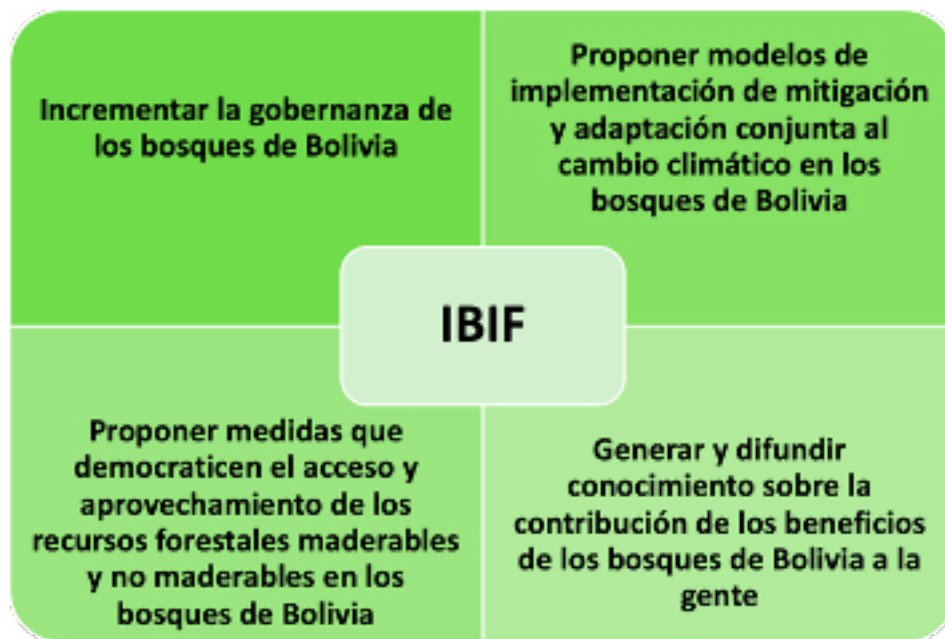 Incrementar la gobernanza de
los bosques de Bolivia
Proponer modelos de
implementación de mitigación
y adaptación conjunta al
cambio climático en los
bosques de Bolivia
IBIF
Proponer medidas que
democraticen el acceso y
aprovechamiento de los
recursos forestales maderables
y no maderables en los
bosques de Bolivia
Generar y difundir
conocimiento sobre la
contribución de los beneficios
de los bosques de Bolivia a la
gente